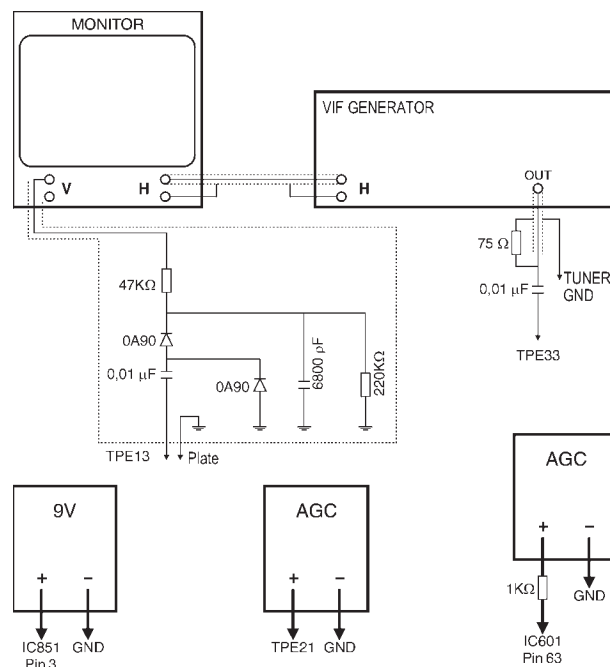 MONITOR
VIF GENERATOR
V
H
H
OUT
75 Ω
TUNER
GND
0,01 µF
TPE33
47KΩ
0A90
0,01 µF
0A90
6800 ρF
220KΩ
TPE13
Plate
9V
+ −
IC851
Pin 3
GND
AGC
+ −
TPE21
GND
AGC
+ −
1KΩ
GND
IC601
Pin 63